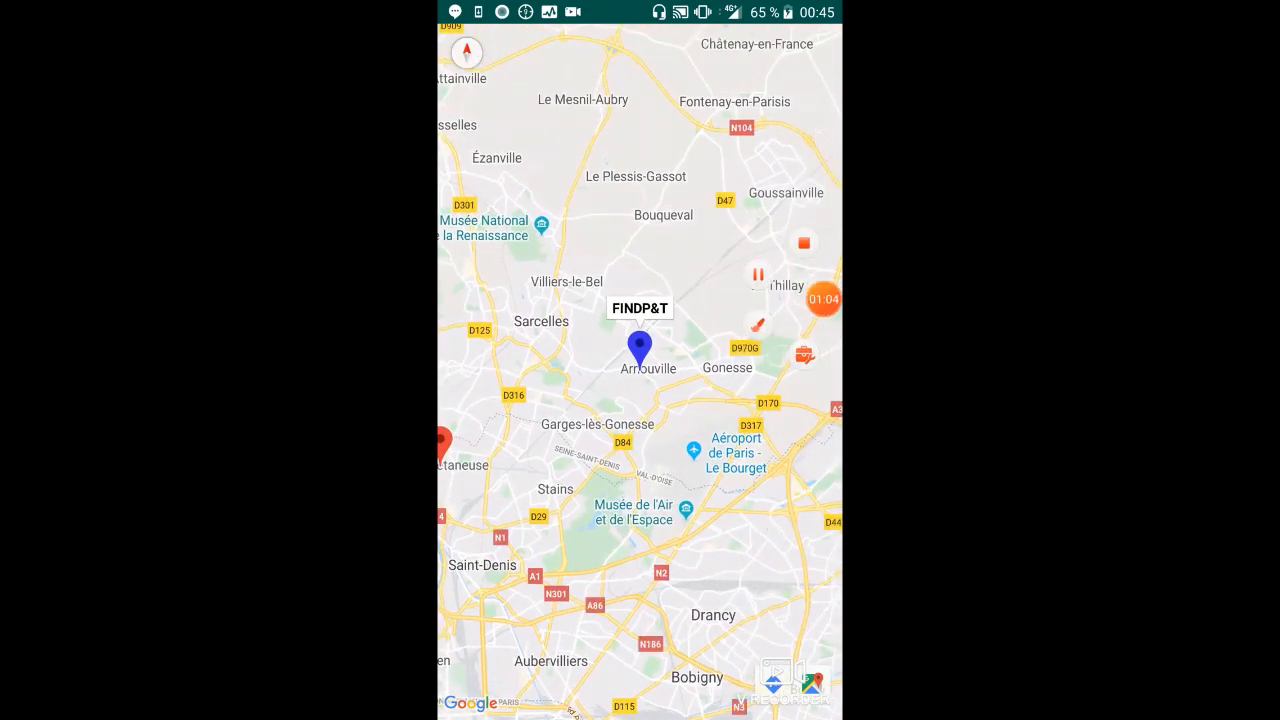 4G+ 65 % 00:45
D909
Châtenay-en-France
ttainville
Le Mesnil-Aubry
Fontenay-en-Parisis
sselles
N104
Ézanville
Le Plessis-Gassot
Goussainville
D47
D301
Bouqueval
Musée National
e la Renaissance
Villiers-le-Bel
Thillay
01:04
FINDP&T
Sarcelles
D125
D970G
Arnouville
Gonesse
D316
D170
A3
Garges-lès-Gonesse
D317
D84
Aéroport
de Paris -
Le Bourget
SEINE-SAINT-DENIS
VAL-D'OISE
etaneuse
Stains
Musée de l'Air
et de l'Espace
4
D29
D44
N1
Saint-Denis
A1
N2
N301
A86
Drancy
N186
en
Aubervilliers
Bobigny
Google
PARIS
D115
N3
RECORDER